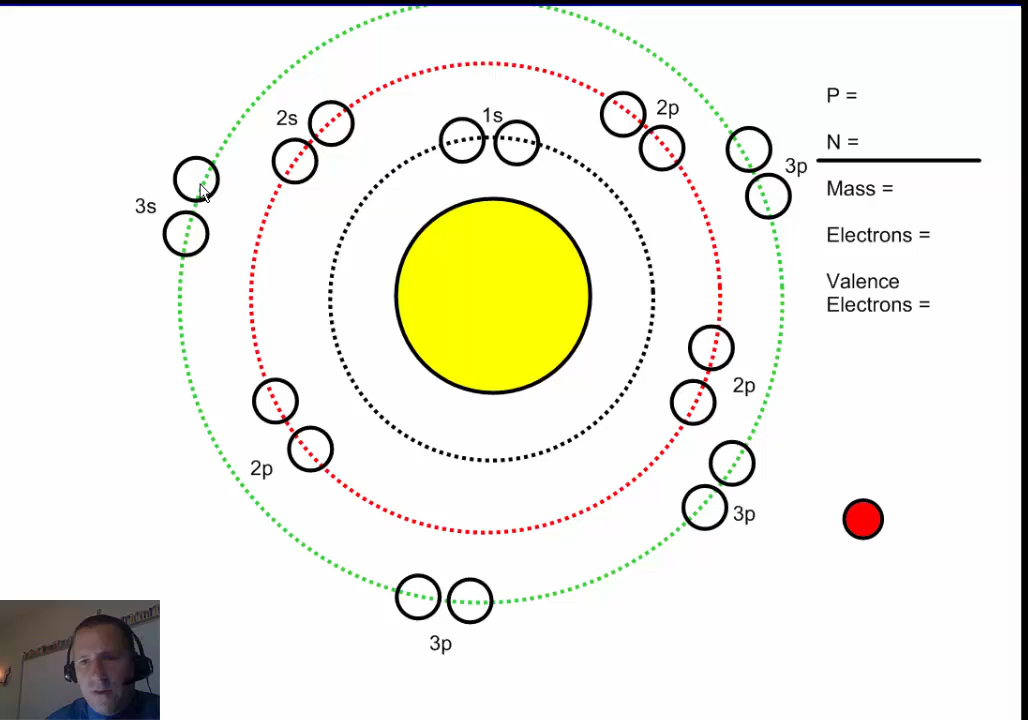 1s
2s
2p
3p
3s
2p
2p
3p
3p
P =
N =
Mass =
Electrons =
Valence
Electrons =